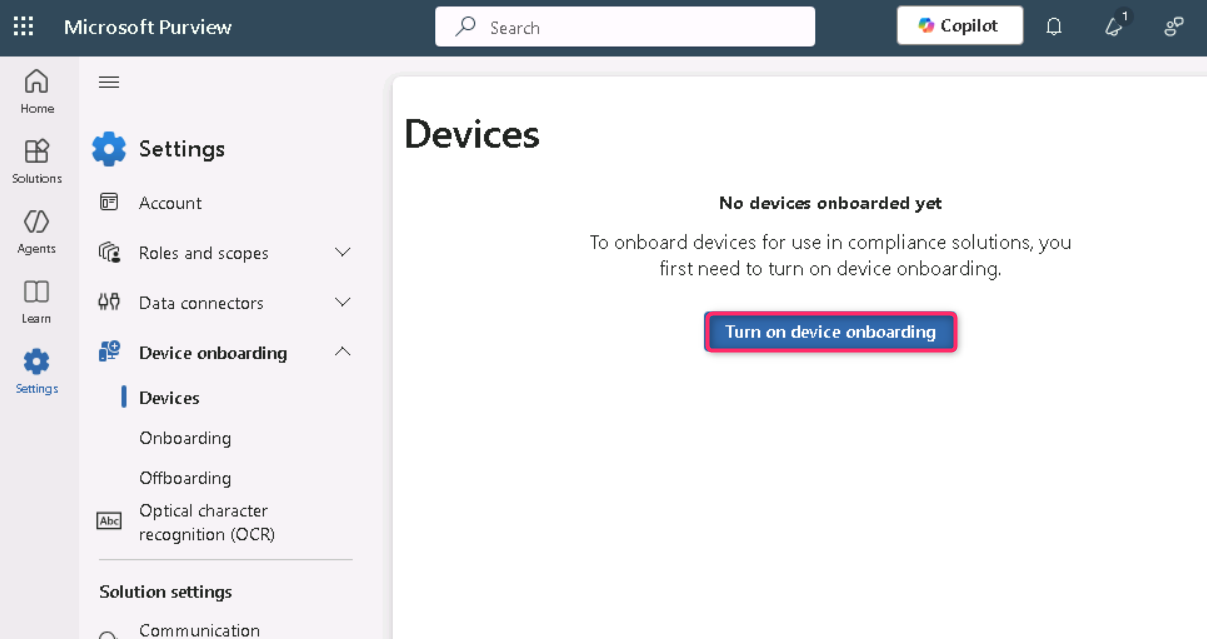 Microsoft Purview
Search
Copilot
1
Home
Solutions
Agents
Learn
Settings
Settings
Account
Roles and scopes
Data connectors
Device onboarding
Devices
Onboarding
Offboarding
Abc
Optical character
recognition (OCR)
Solution settings
Communication
Devices
No devices onboarded yet
To onboard devices for use in compliance solutions, you
first need to turn on device onboarding.
Turn on device onboarding